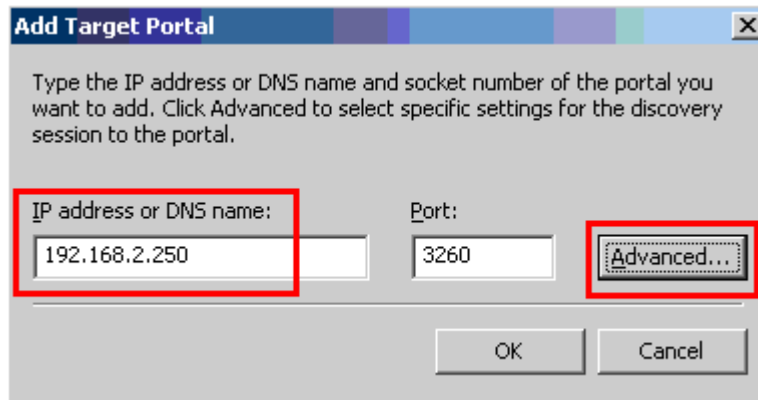 Add Target Portal
Type the IP address or DNS name and socket number of the portal you
want to add. Click Advanced to select specific settings for the discovery
session to the portal.
IP address or DNS name: Port:
192.168.2.250 3260 Advanced...
OK Cancel